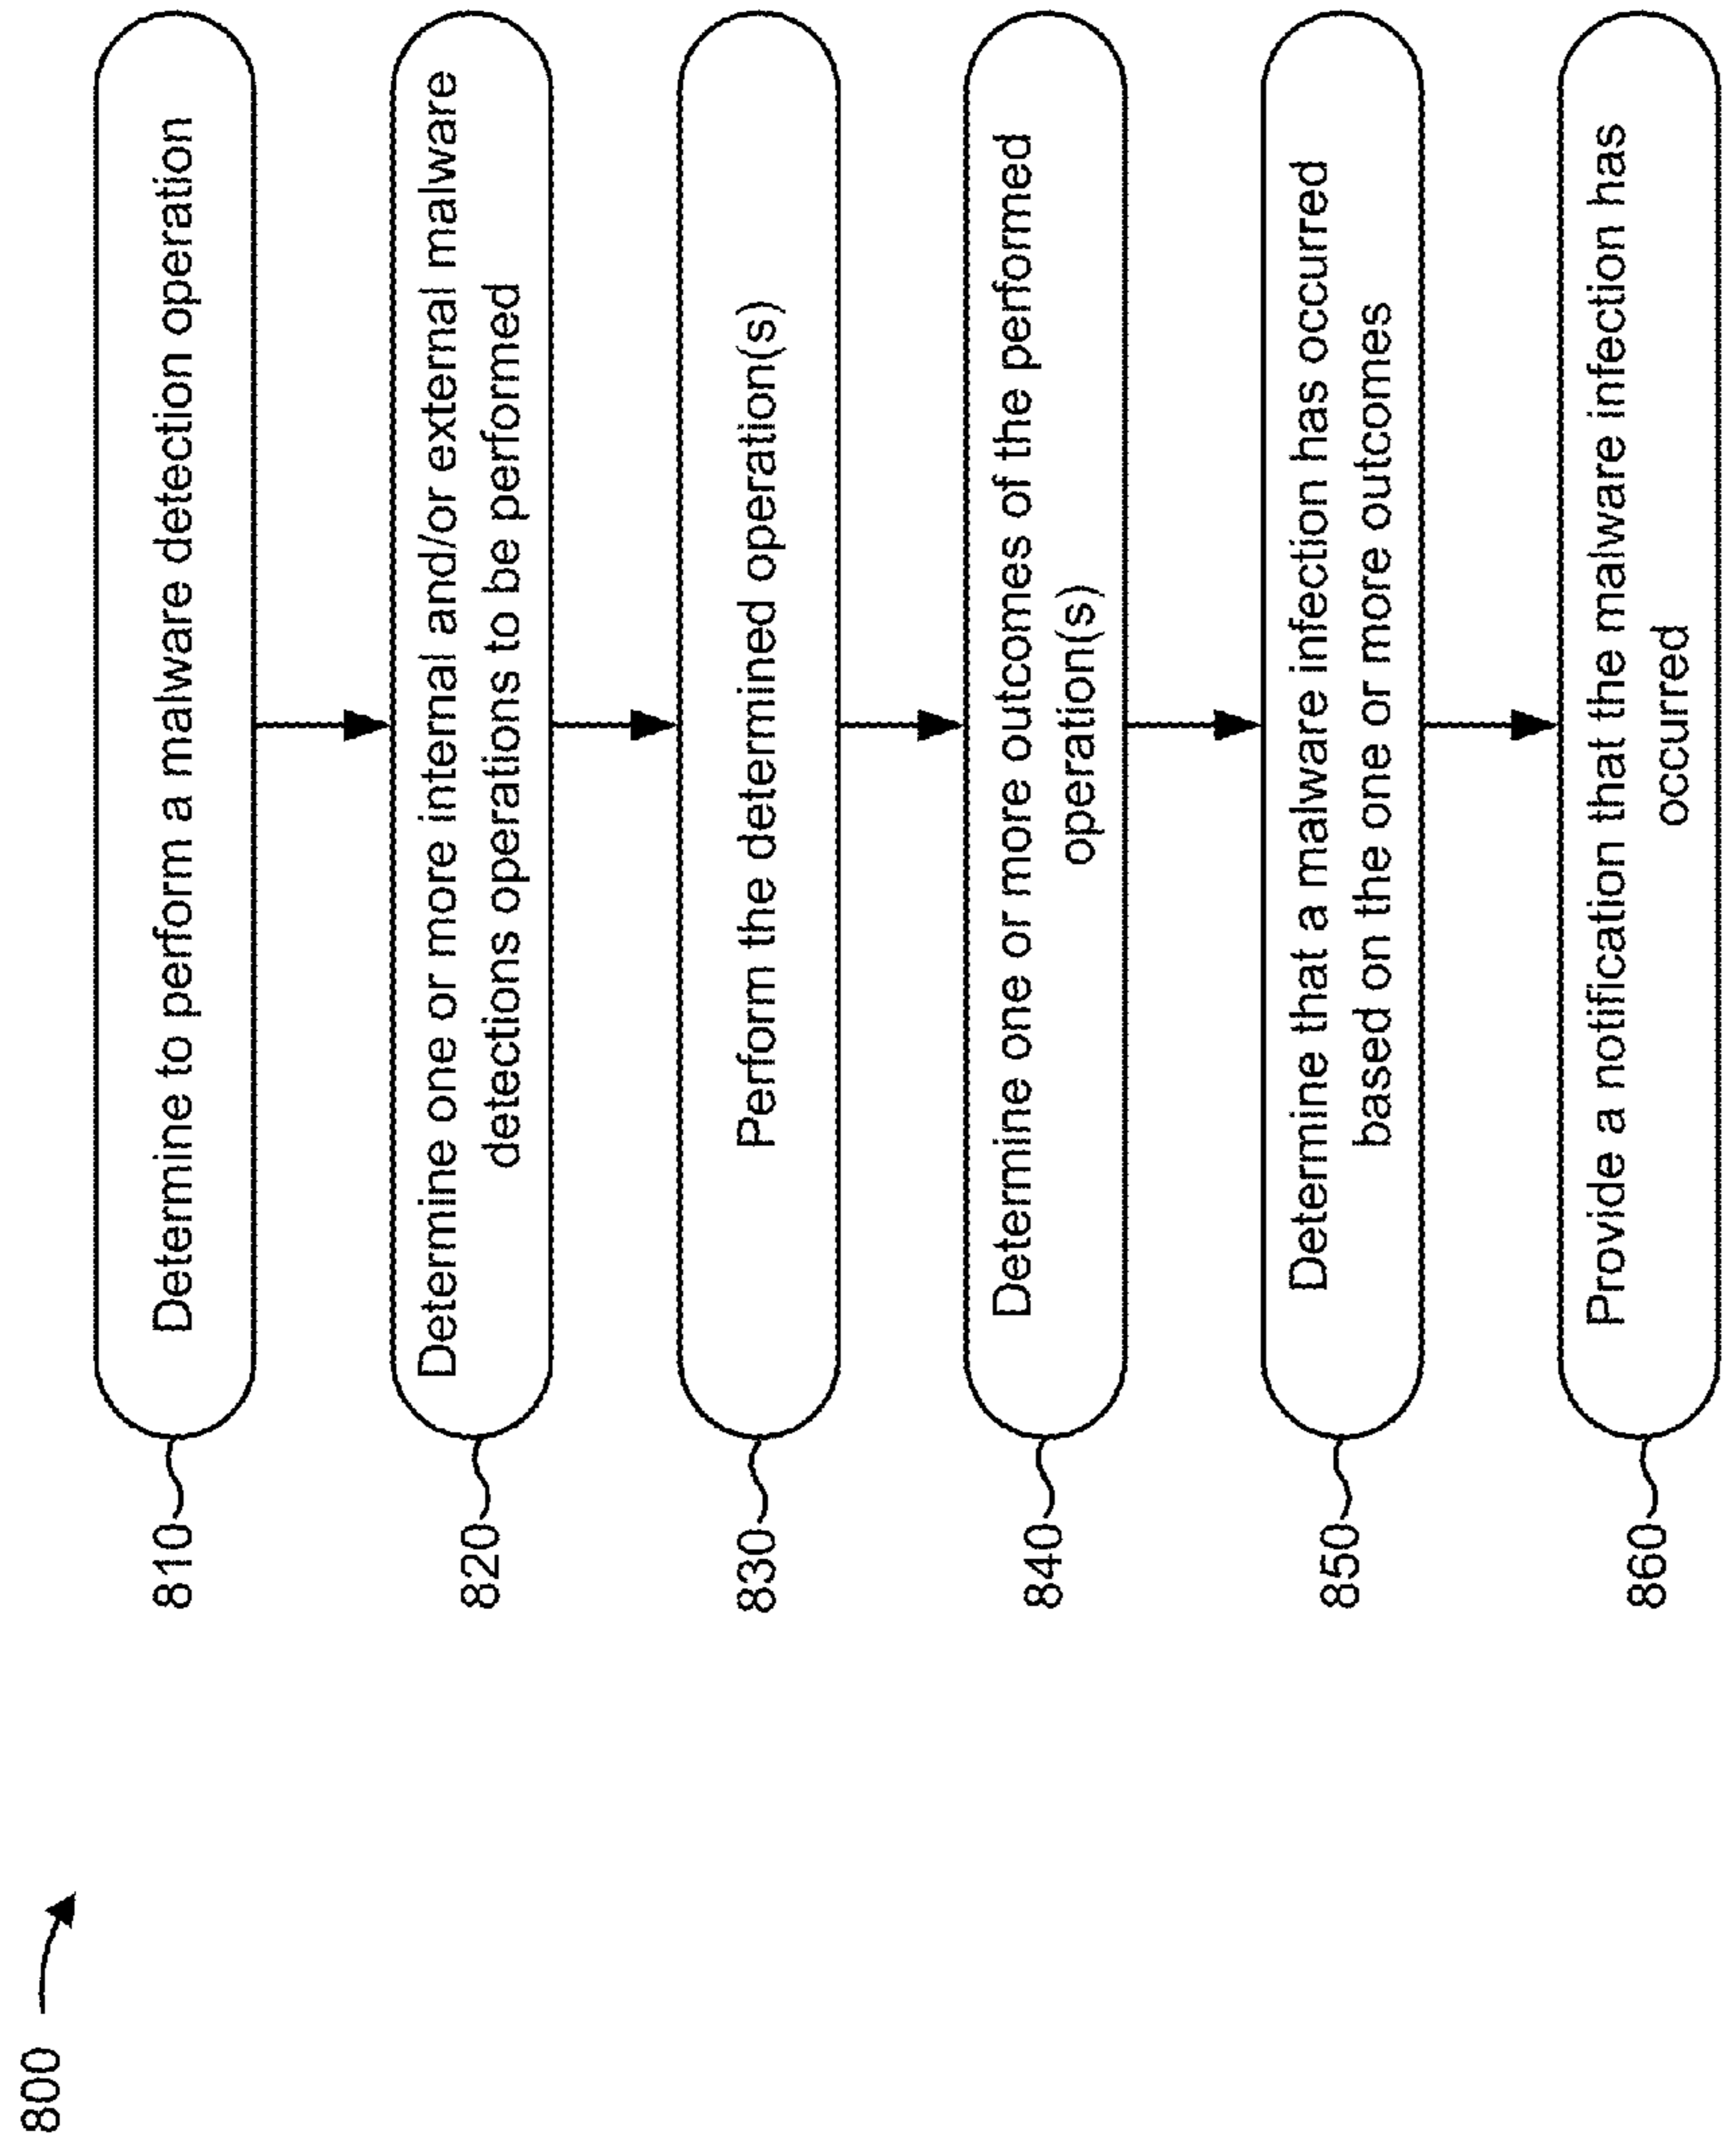 800
810
Determine to perform a malware detection operation
820
Determine one or more internal and/or external malware
detections operations to be performed
830
Perform the determined operation(s)
840
Determine one or more outcomes of the performed
operation(s)
850
Determine that a malware infection has occurred
based on the one or more outcomes
860
Provide a notification that the malware infection has
occurred